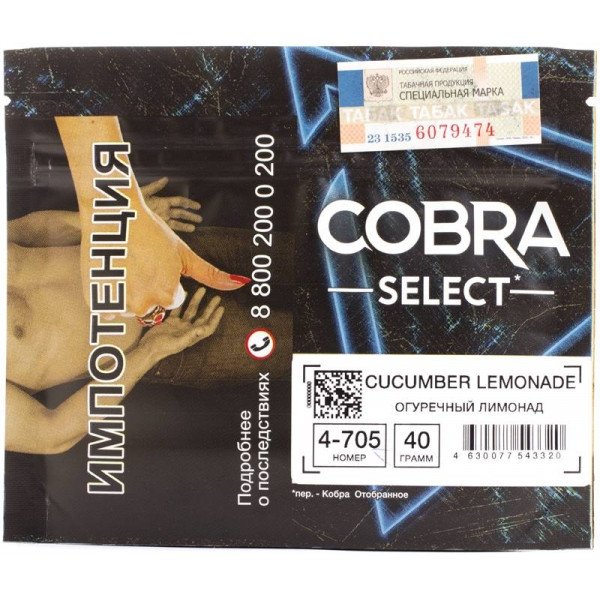 РОССИЙСКАЯ ФЕДЕРАЦИЯ
ТАБАЧНАЯ ПРОДУКЦИЯ
СПЕЦИАЛЬНАЯ МАРКА
ТАБАК ТАБАК ТАБАК
23 1535 6079474
ИМПОТЕНЦИЯ
Подробнее
о последствиях
8 800 200 0 200
COBRA
SELECT*
CUCUMBER LEMONADE
ОГУРЕЧНЫЙ ЛИМОНАД
4-705
НОМЕР
40
ГРАММ
4 630077 543320
*пер. - Кобра Отобранное